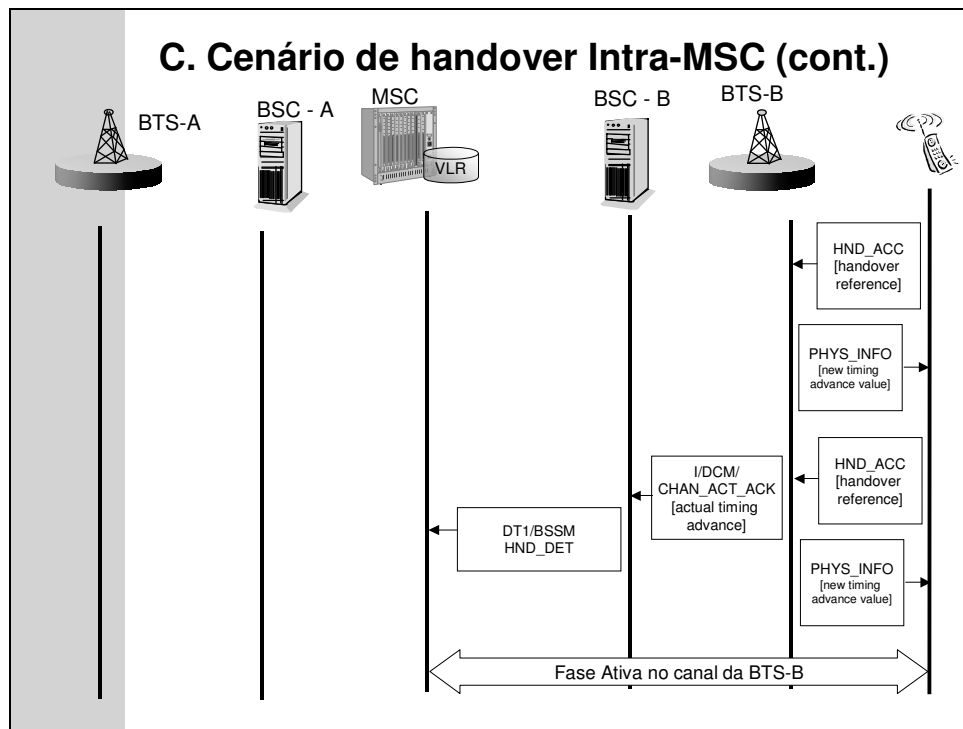 C. Cenário de handover Intra-MSC (cont.)
BTS-A
BSC - A
MSC
VLR
BSC - B
BTS-B
HND_ACC
[handover
reference]
PHYS_INFO
[new timing
advance value]
HND_ACC
[handover
reference]
I/DCM/
CHAN_ACT_ACK
[actual timing
advance]
DT1/BSSM
HND_DET
PHYS_INFO
[new timing
advance value]
Fase Ativa no canal da BTS-B